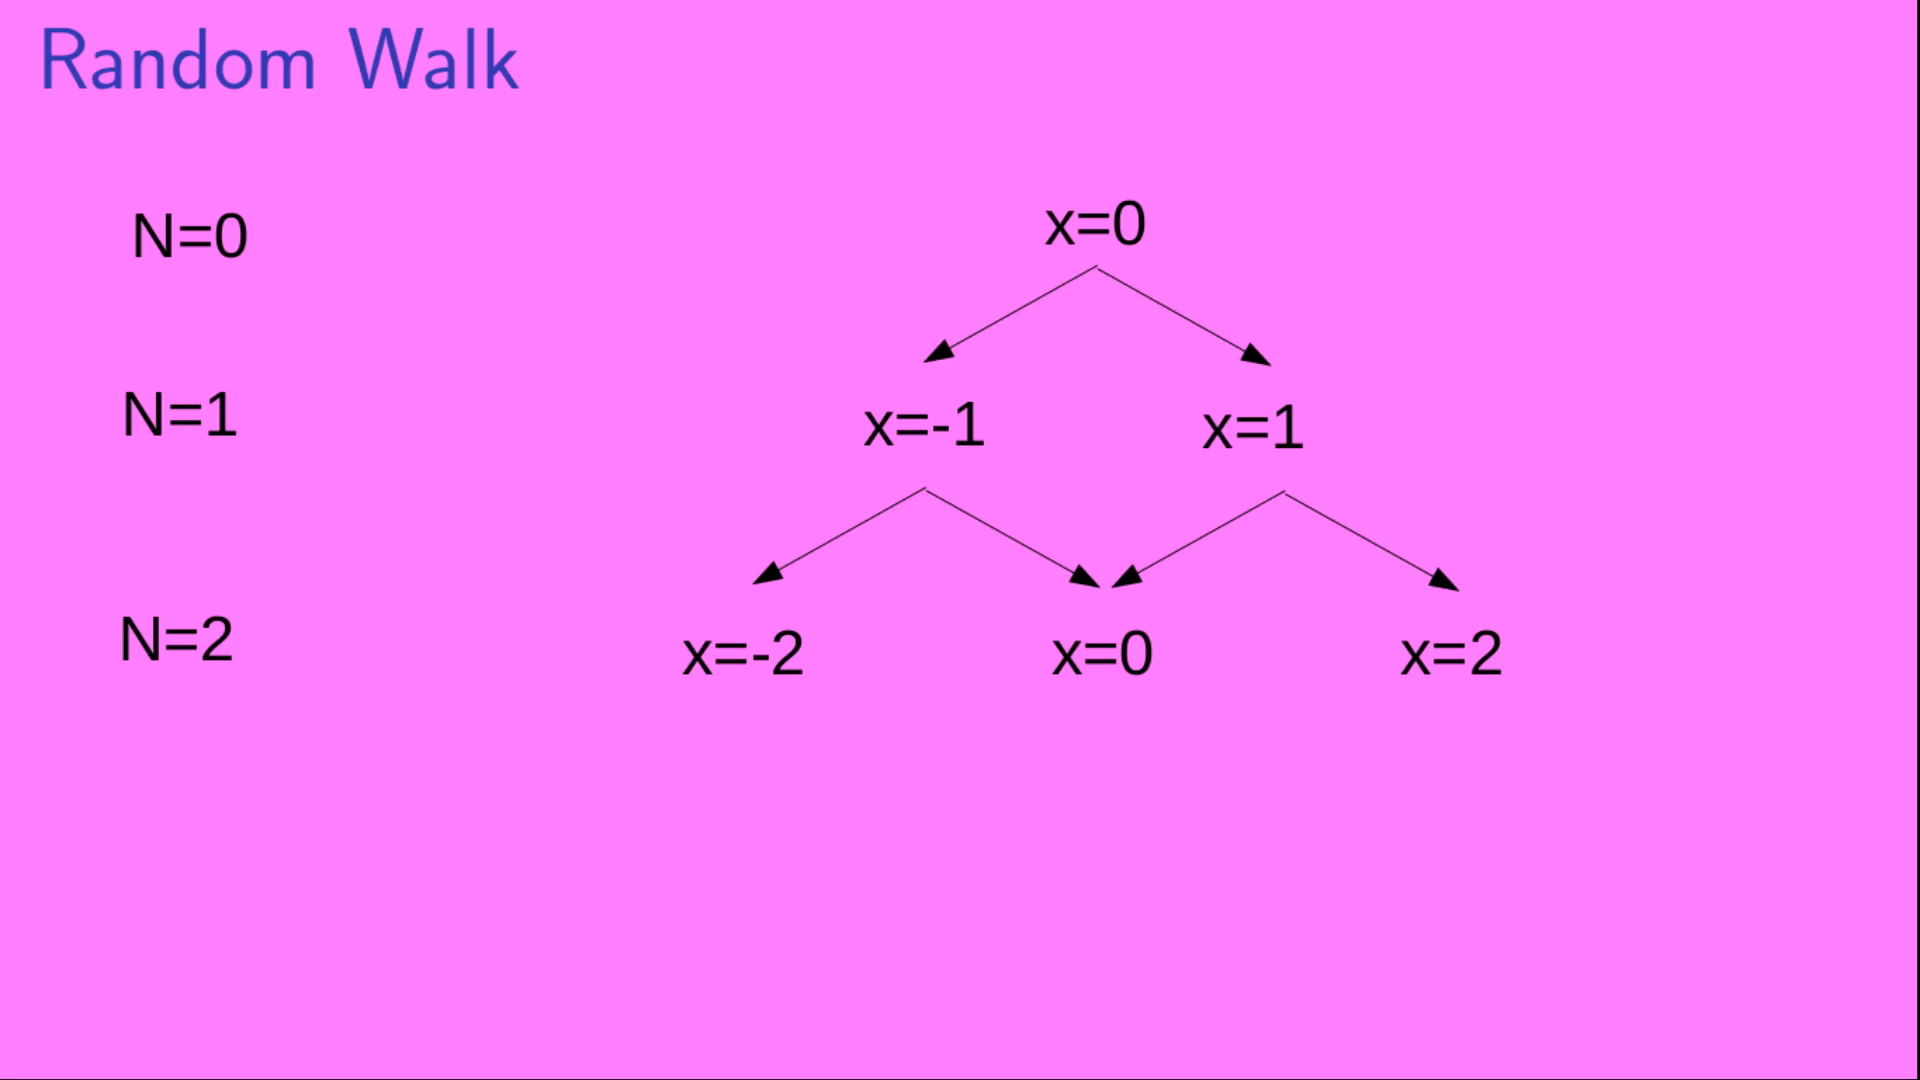 Random Walk
N=0
x=0
N=1
x=-1
x=1
N=2
x=-2
x=0
x=2